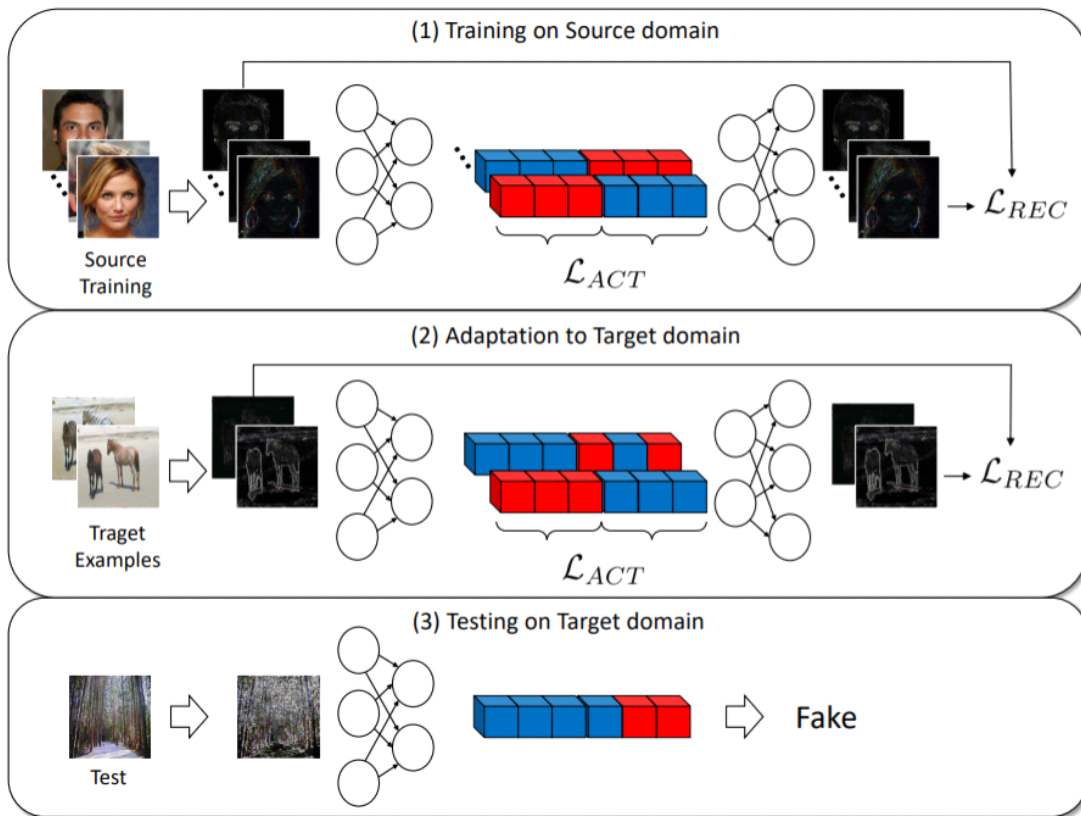 (1) Training on Source domain
Source
Training
ℒ_ACT
ℒ_REC
(2) Adaptation to Target domain
Traget
Examples
ℒ_ACT
ℒ_REC
(3) Testing on Target domain
Test
Fake